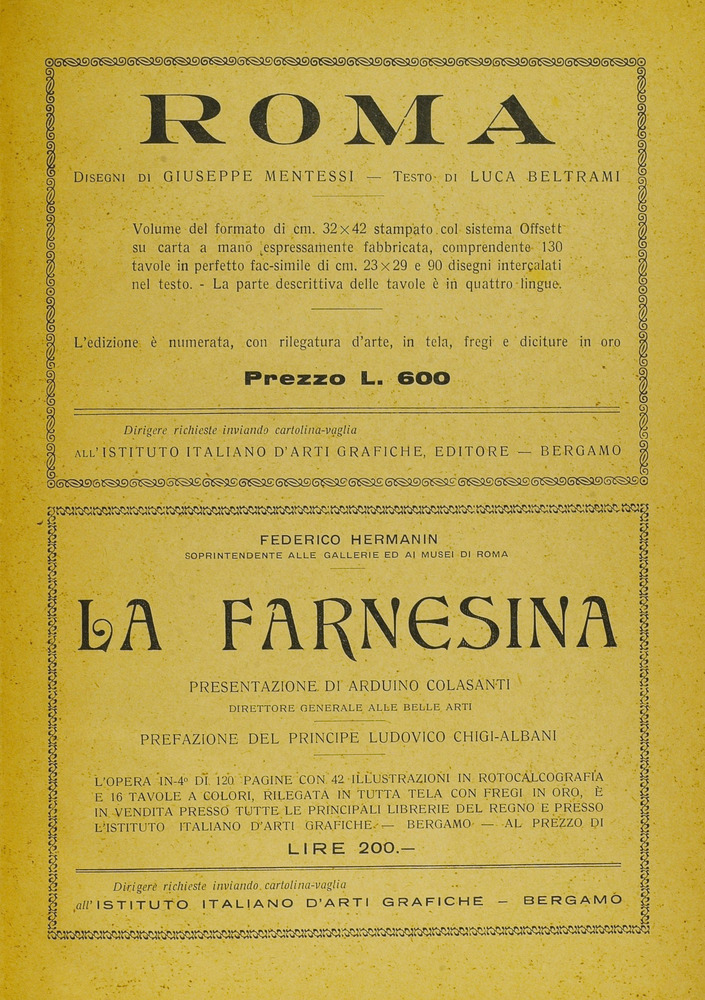 ROMA
DISEGNI DI GIUSEPPE MENTESSI — TESTO DI LUCA BELTRAMI
Volume del formato di cm. 32×42 stampato col sistema Offsett
su carta a mano espressamente fabbricata, comprendente 130
tavole in perfetto fac-simile di cm. 23×29 e 90 disegni intercalati
nel testo. - La parte descrittiva delle tavole è in quattro lingue.
L'edizione è numerata, con rilegatura d'arte, in tela, fregi e diciture in oro
Prezzo L. 600
Dirigere richieste inviando cartolina-vaglia
ALL'ISTITUTO ITALIANO D'ARTI GRAFICHE, EDITORE — BERGAMO
FEDERICO HERMANIN
SOPRINTENDENTE ALLE GALLERIE ED AI MUSEI DI ROMA
LA FARNESINA
PRESENTAZIONE DI ARDUINO COLASANTI
DIRETTORE GENERALE ALLE BELLE ARTI
PREFAZIONE DEL PRINCIPE LUDOVICO CHIGI-ALBANI
L'OPERA IN-4º DI 120 PAGINE CON 42 ILLUSTRAZIONI IN ROTOCALCOGRAFIA
E 16 TAVOLE A COLORI, RILEGATA IN TUTTA TELA CON FREGI IN ORO, È
IN VENDITA PRESSO TUTTE LE PRINCIPALI LIBRERIE DEL REGNO E PRESSO
L'ISTITUTO ITALIANO D'ARTI GRAFICHE — BERGAMO — AL PREZZO DI
LIRE 200.—
Dirigere richieste inviando cartolina-vaglia
all'ISTITUTO ITALIANO D'ARTI GRAFICHE — BERGAMO